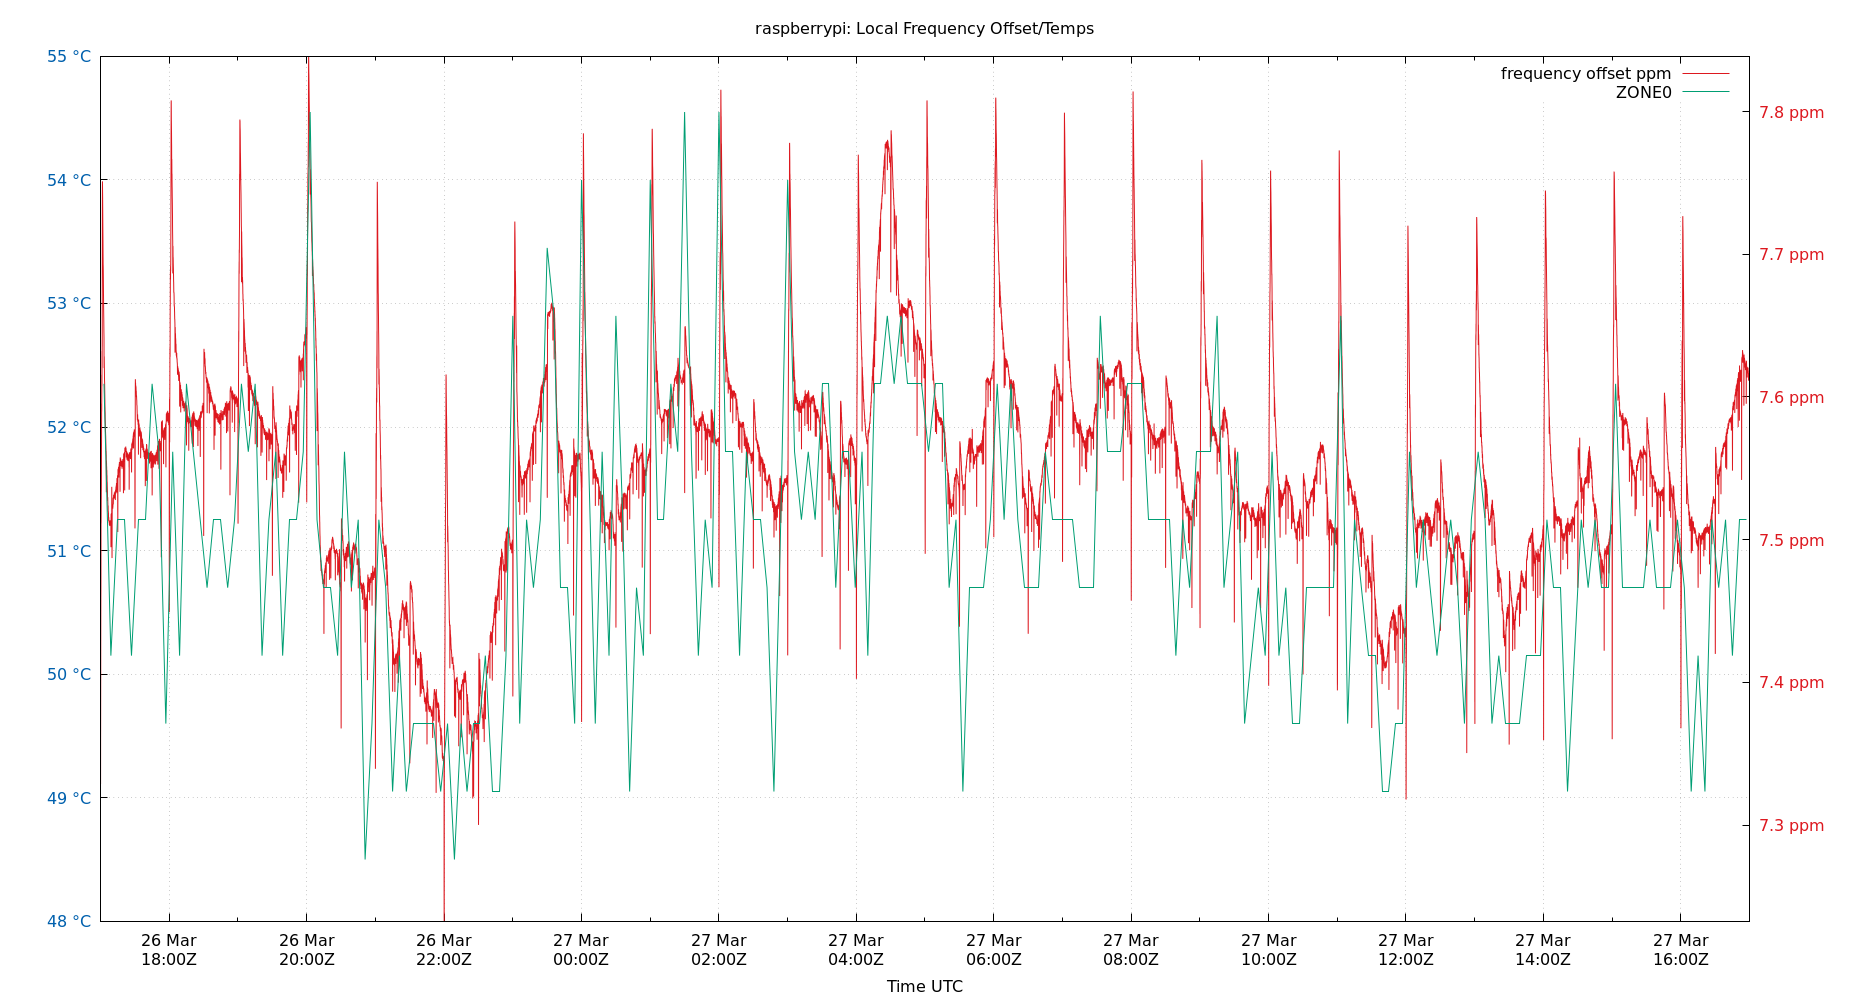 raspberrypi: Local Frequency Offset/Temps
55 °C
54 °C
53 °C
52 °C
51 °C
50 °C
49 °C
48 °C
frequency offset ppm
ZONE0
7.8 ppm
7.7 ppm
7.6 ppm
7.5 ppm
7.4 ppm
7.3 ppm
26 Mar
18:00Z
26 Mar
20:00Z
26 Mar
22:00Z
27 Mar
00:00Z
27 Mar
02:00Z
27 Mar
04:00Z
27 Mar
06:00Z
27 Mar
08:00Z
27 Mar
10:00Z
27 Mar
12:00Z
27 Mar
14:00Z
27 Mar
16:00Z
Time UTC